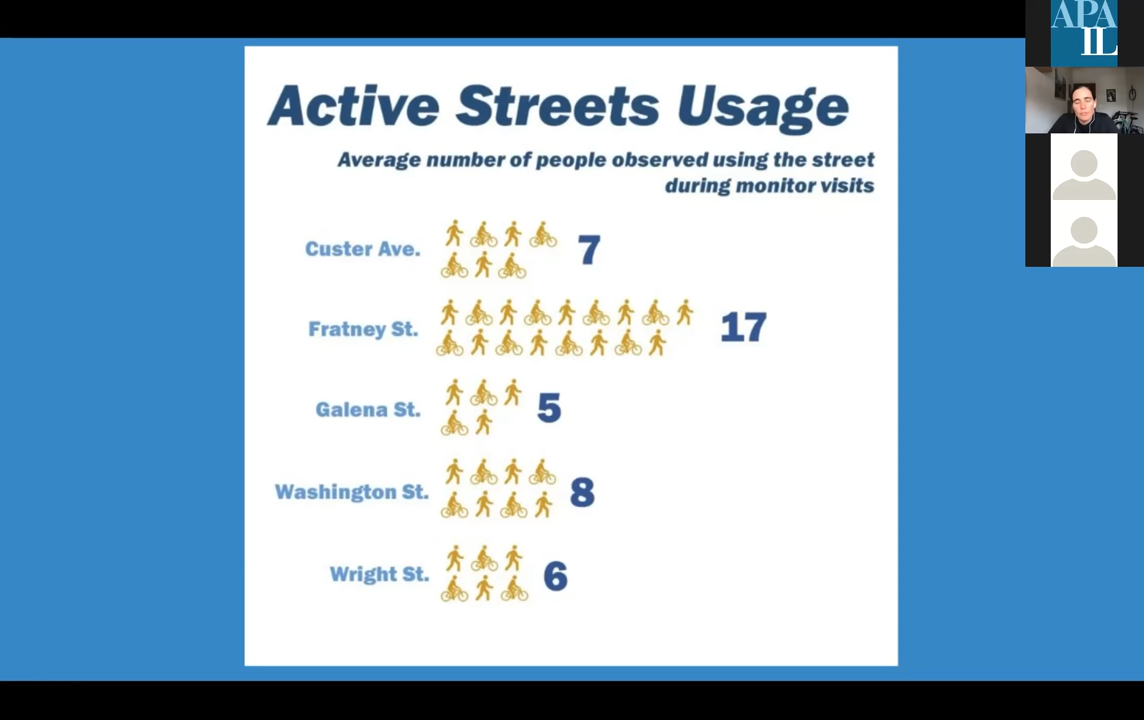 APA
IL
Active Streets Usage
Average number of people observed using the street
during monitor visits
Custer Ave.
7
Fratney St.
17
Galena St.
5
Washington St.
8
Wright St.
6